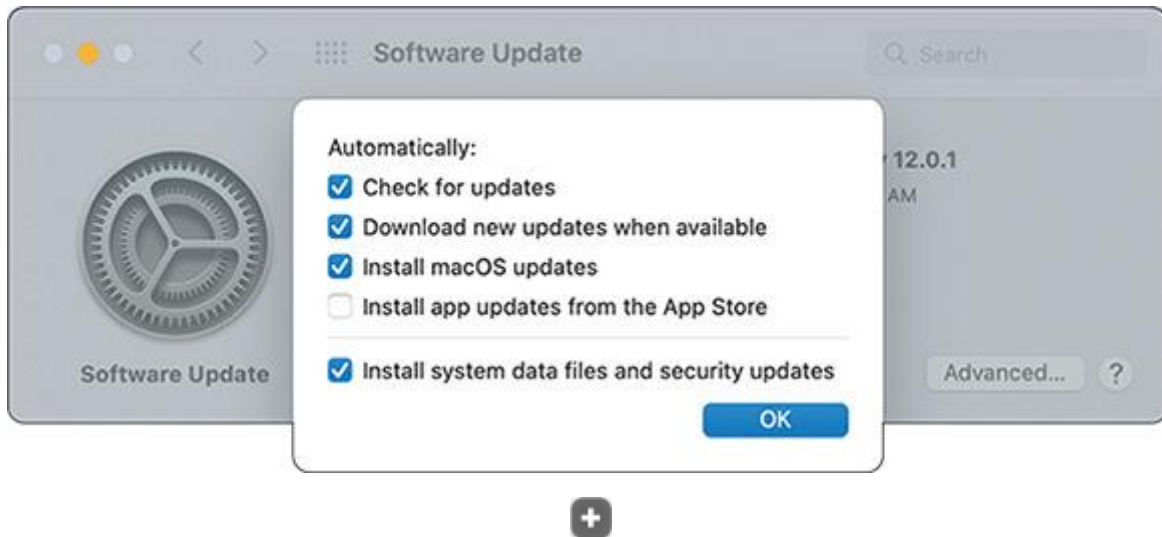 Software Update
Search
Automatically:
Check for updates
Download new updates when available
Install macOS updates
Install app updates from the App Store
Install system data files and security updates
OK
12.0.1
AM
Software Update
Advanced...
?